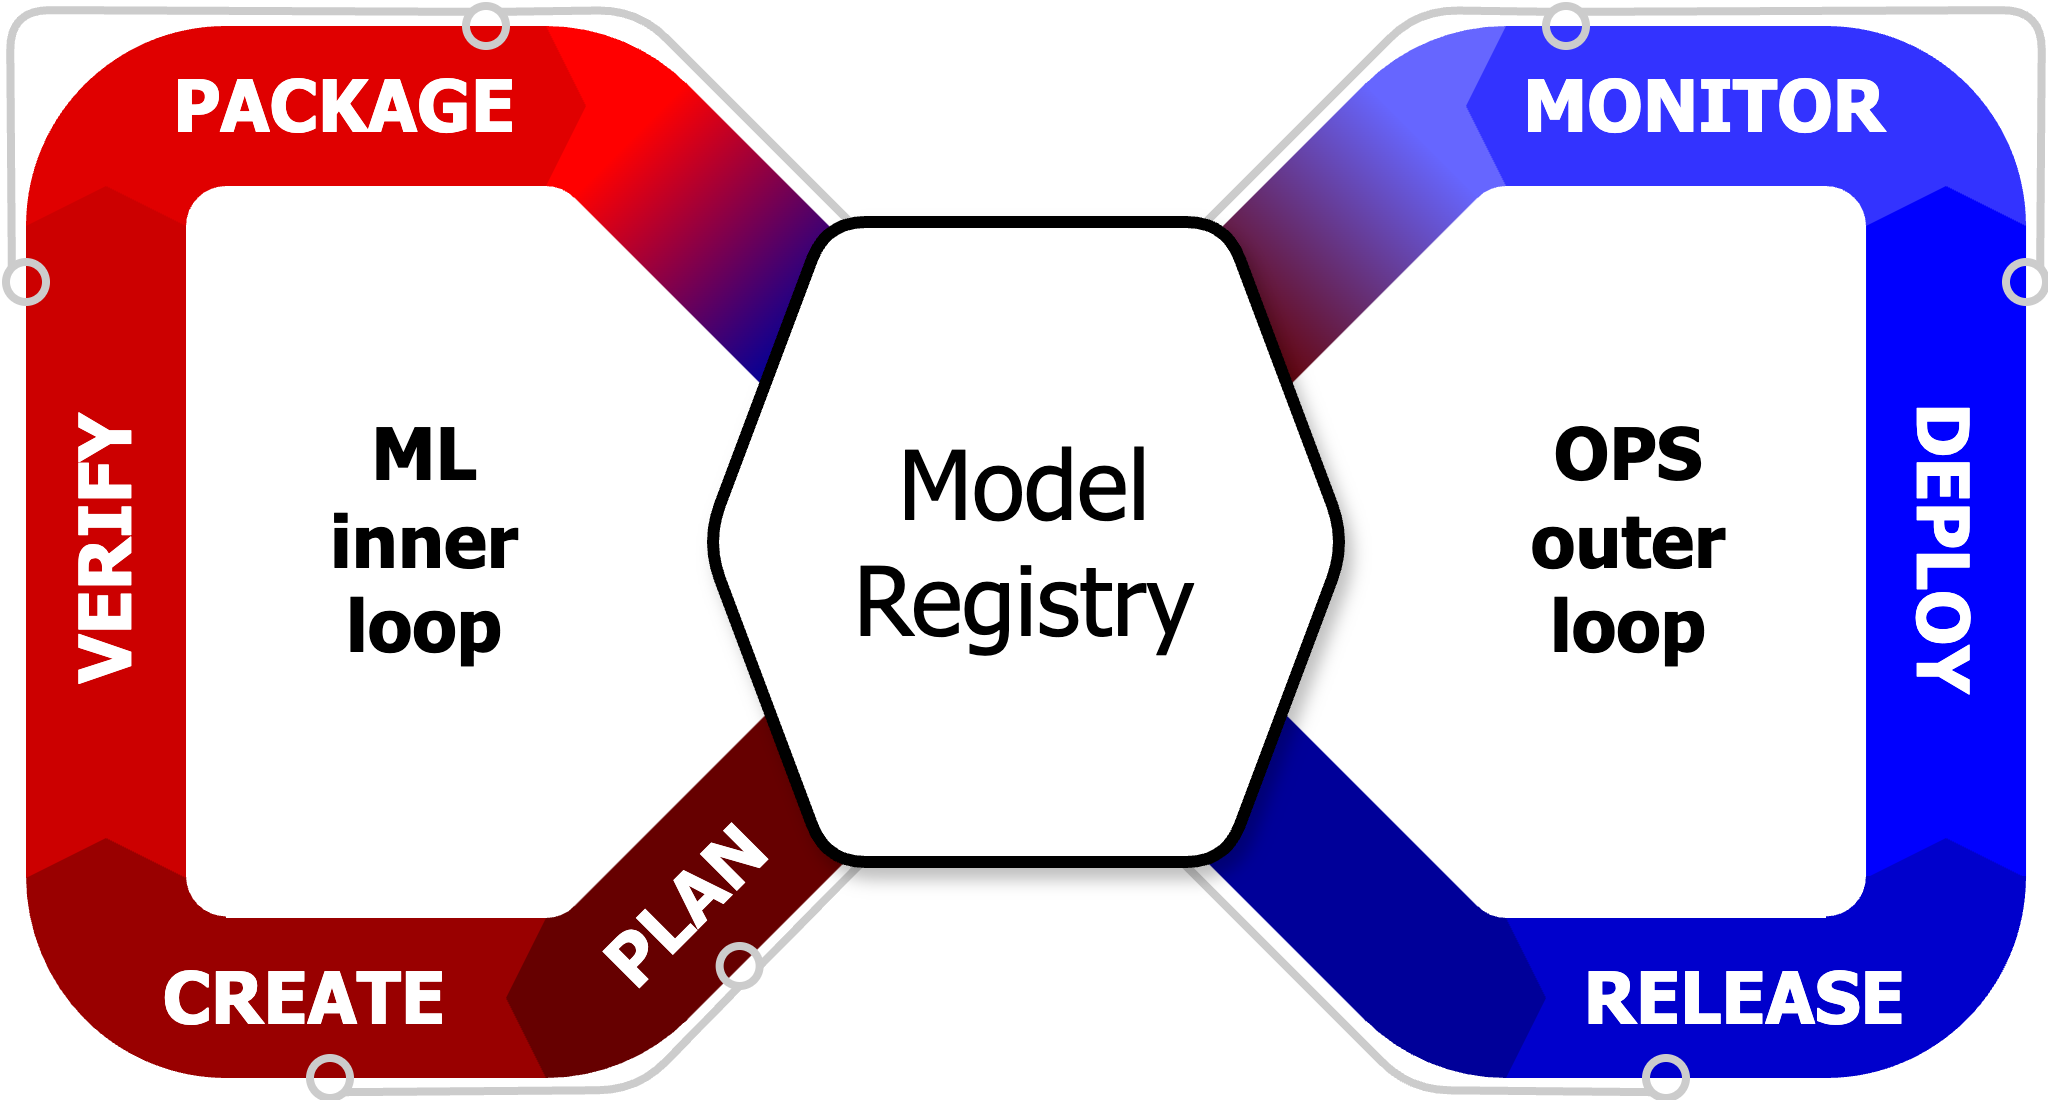 PACKAGE
MONITOR
VERIFY
ML
inner
loop
Model
Registry
OPS
outer
loop
DEPLOY
PLAN
CREATE
RELEASE